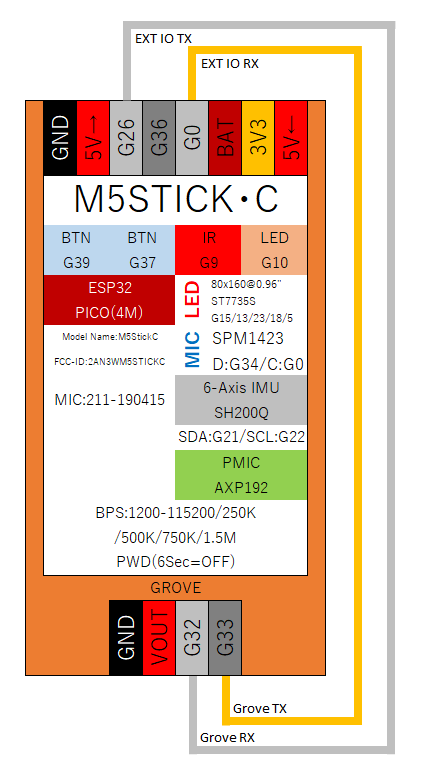 EXT IO TX
EXT IO RX
GND 5V→ G26 G36 G0 BAT 3V3 5V←
M5STICK・C
BTN BTN IR LED
G39 G37 G9 G10
ESP32
PICO(4M)
LED
80x160@0.96"
ST7735S
G15/13/23/18/5
Model Name:M5StickC
FCC-ID:2AN3WM5STICKC
MIC
SPM1423
D:G34/C:G0
MIC:211-190415
6-Axis IMU
SH200Q
SDA:G21/SCL:G22
PMIC
AXP192
BPS:1200-115200/250K
/500K/750K/1.5M
PWD(6Sec=OFF)
GROVE
GND VOUT G32 G33
Grove TX
Grove RX